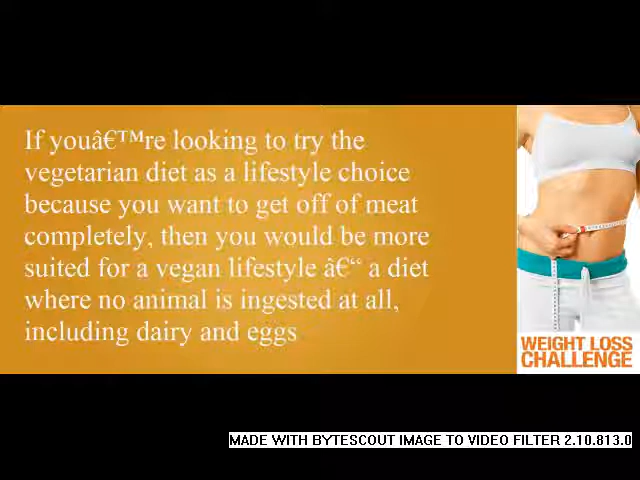 If youâ€™re looking to try the
vegetarian diet as a lifestyle choice
because you want to get off of meat
completely, then you would be more
suited for a vegan lifestyle â€“ a diet
where no animal is ingested at all,
including dairy and eggs
WEIGHT LOSS
CHALLENGE
MADE WITH BYTESCOUT IMAGE TO VIDEO FILTER 2.10.813.0